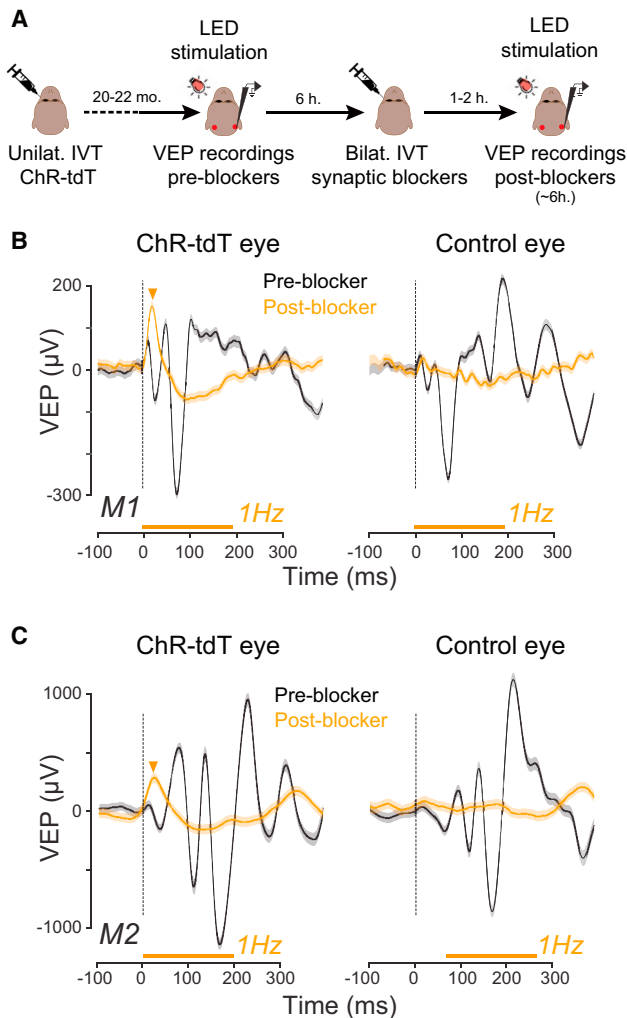 A
LED
stimulation
LED
stimulation
20-22 mo.
6 h.
1-2 h.
Unilat. IVT
ChR-tdT
VEP recordings
pre-blockers
Bilat. IVT
synaptic blockers
VEP recordings
post-blockers
(~6h.)
B
ChR-tdT eye
Control eye
Pre-blocker
Post-blocker
VEP (µV)
200
0
-300
M1
1Hz
1Hz
-100 0 100 200 300
-100 0 100 200 300
Time (ms)
C
ChR-tdT eye
Control eye
Pre-blocker
Post-blocker
VEP (µV)
1000
0
-1000
M2
1Hz
1Hz
-100 0 100 200 300
-100 0 100 200 300
Time (ms)